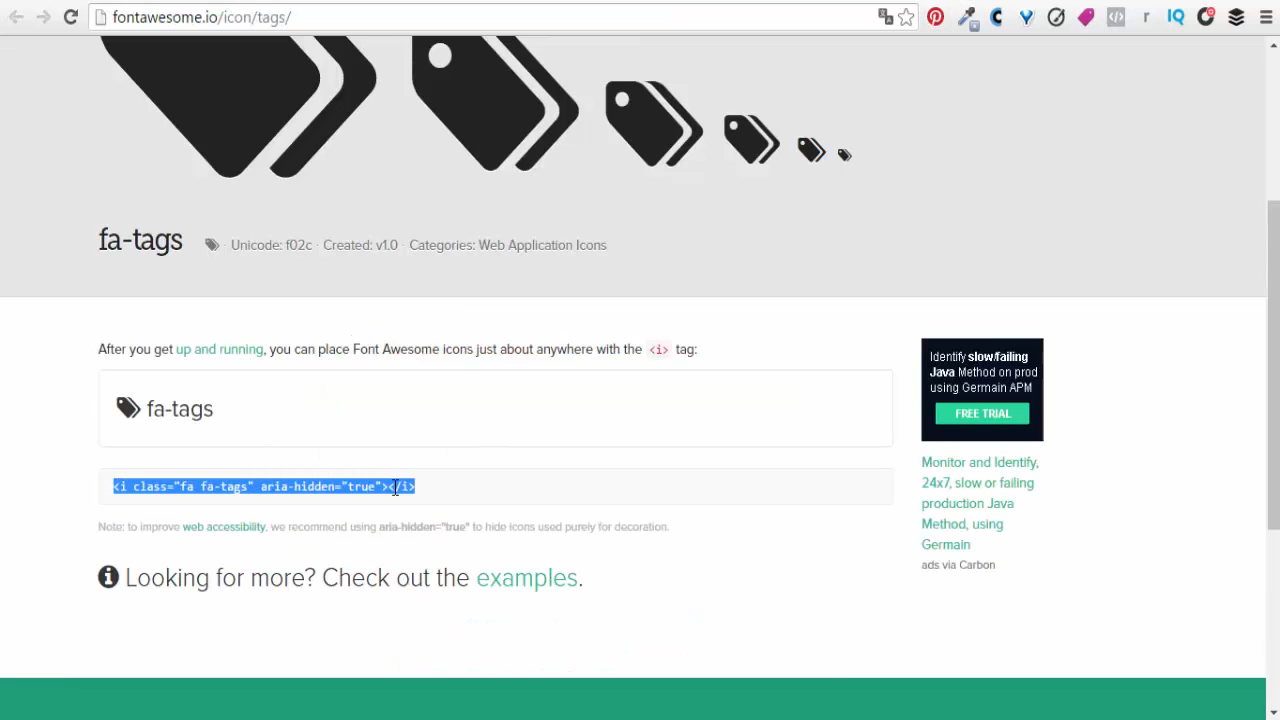 fontawesome.io/icon/tags/
fa-tags
Unicode: f02c · Created: v1.0 · Categories: Web Application Icons
After you get up and running, you can place Font Awesome icons just about anywhere with the <i> tag:
fa-tags
<i class="fa fa-tags" aria-hidden="true"></i>
Note: to improve web accessibility, we recommend using aria-hidden="true" to hide icons used purely for decoration.
Looking for more? Check out the examples.
Identify slow/failing
Java Method on prod
using Germain APM
FREE TRIAL
Monitor and Identify,
24x7, slow or failing
production Java
Method, using
Germain
ads via Carbon